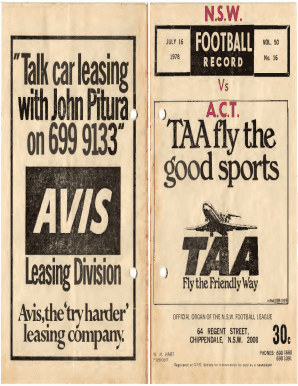 "Talk car leasing
with John Pitura
on 699 9133"
AVIS
Leasing Division
Avis, the 'try harder'
leasing company.
N.S.W.
JULY 16
1978
FOOTBALL
RECORD
VOL. 50
No. 16
Vs
A.C.T.
TAA fly the
good sports
TAA
Fly the Friendly Way
OFFICIAL ORGAN OF THE N.S.W. FOOTBALL LEAGUE
64 REGENT STREET,
CHIPPENDALE, N.S.W. 2008
30c
PHONES: